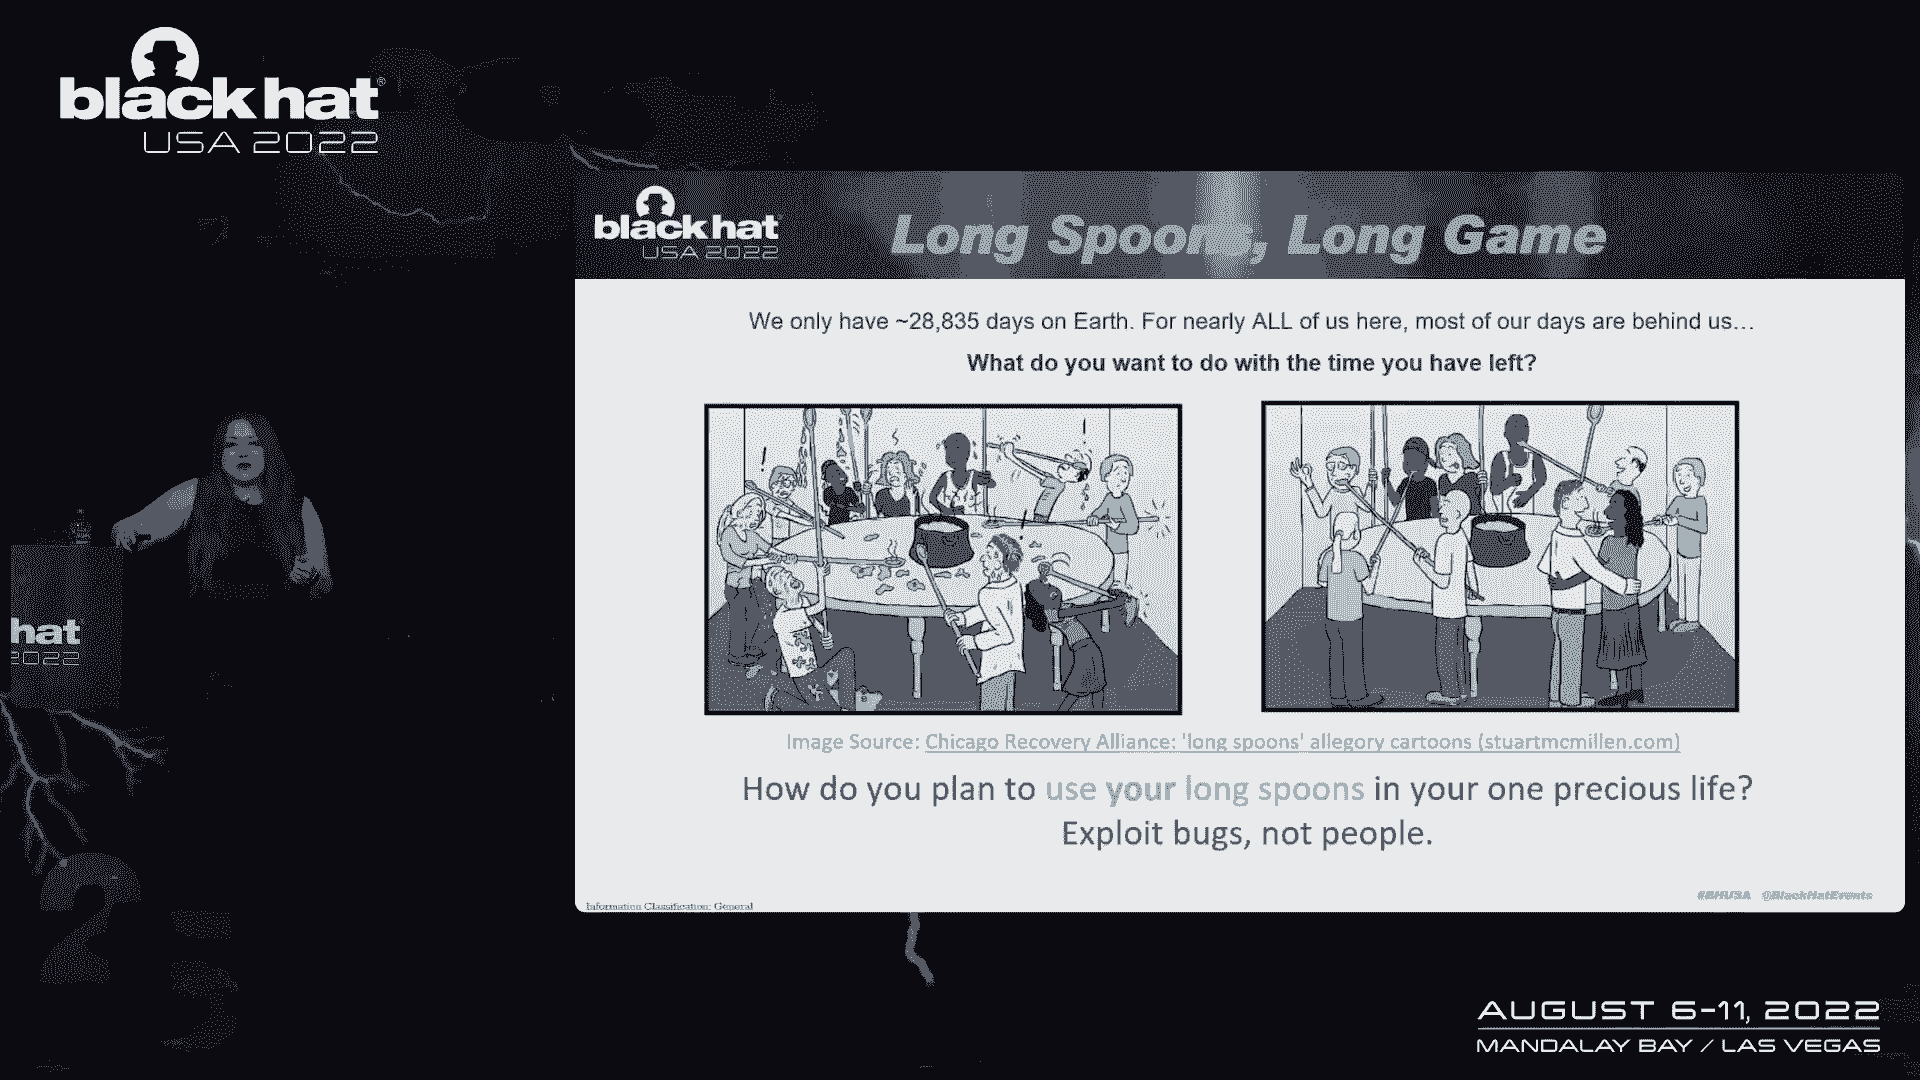 black hat®
USA 2022
black hat
USA 2022
Long Spoons, Long Game
We only have ~28,835 days on Earth. For nearly ALL of us here, most of our days are behind us…
What do you want to do with the time you have left?
Image Source: Chicago Recovery Alliance: 'long spoons' allegory cartoons (stuartmcmillen.com)
How do you plan to use your long spoons in your one precious life?
Exploit bugs, not people.
Information Classification: General
#BHUSA @BlackHatEvents
hat
2022
2
AUGUST 6-11, 2022
MANDALAY BAY / LAS VEGAS